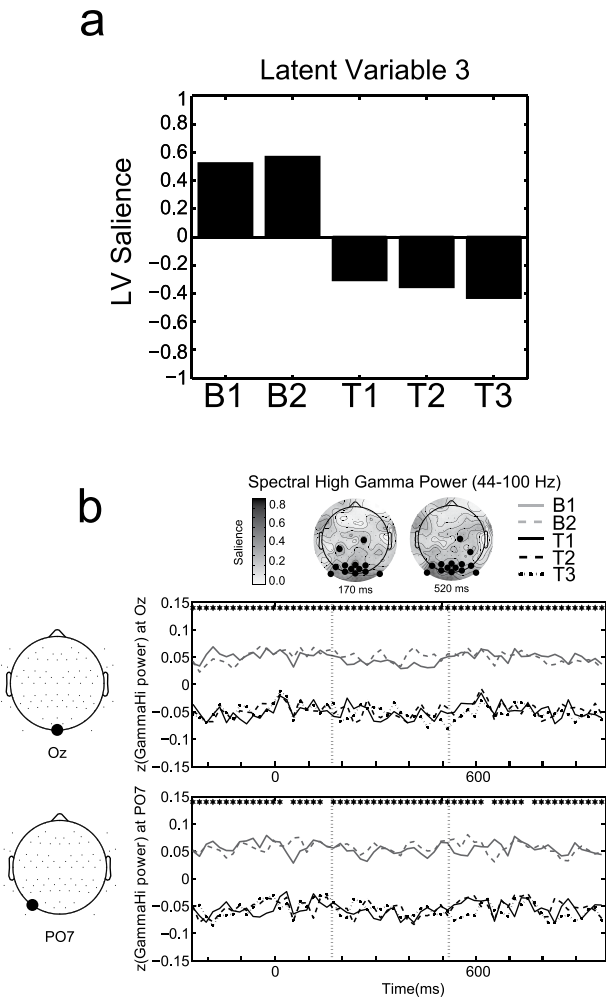 a
Latent Variable 3
LV Salience
1
0.8
0.6
0.4
0.2
0
−0.2
−0.4
−0.6
−0.8
−1
B1 B2 T1 T2 T3
b
Spectral High Gamma Power (44-100 Hz)
Salience
0.8
0.6
0.4
0.2
0.0
170 ms
520 ms
B1
B2
T1
T2
T3
z(GammaHi power) at Oz
0.15
0.1
0.05
0
−0.05
−0.1
−0.15
0 600
Oz
z(GammaHi power) at PO7
0.15
0.1
0.05
0
−0.05
−0.1
−0.15
0 600
PO7
Time(ms)